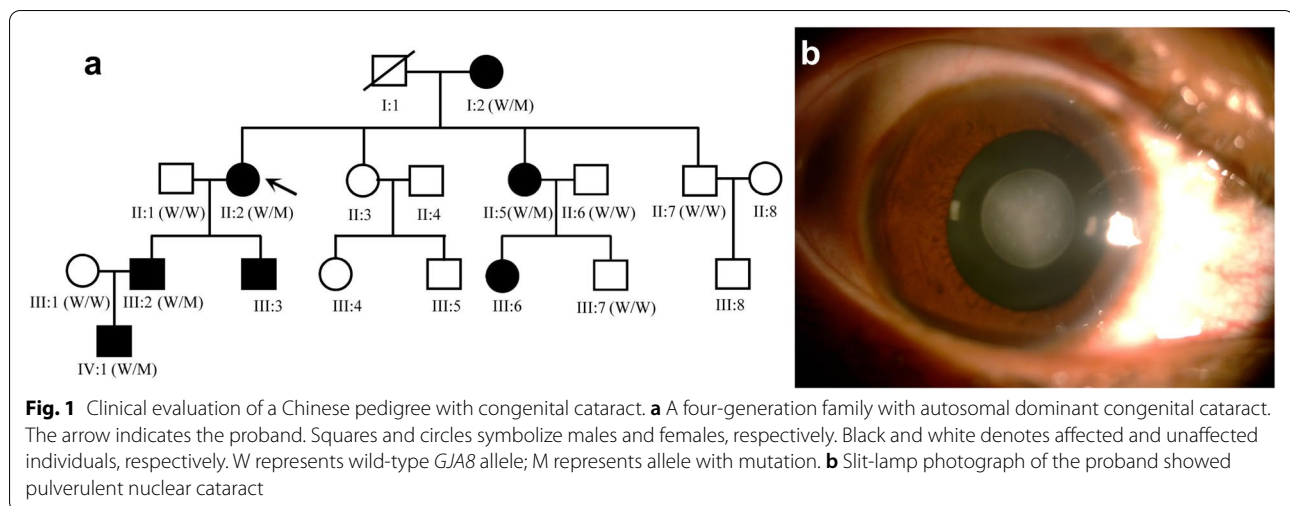 a
b
I:1
I:2 (W/M)
II:1 (W/W) II:2 (W/M) II:3 II:4 II:5(W/M) II:6 (W/W) II:7 (W/W) II:8
III:1 (W/W) III:2 (W/M) III:3 III:4 III:5 III:6 III:7 (W/W) III:8
IV:1 (W/M)
Fig. 1 Clinical evaluation of a Chinese pedigree with congenital cataract. a A four-generation family with autosomal dominant congenital cataract.
The arrow indicates the proband. Squares and circles symbolize males and females, respectively. Black and white denotes affected and unaffected
individuals, respectively. W represents wild-type GJA8 allele; M represents allele with mutation. b Slit-lamp photograph of the proband showed
pulverulent nuclear cataract